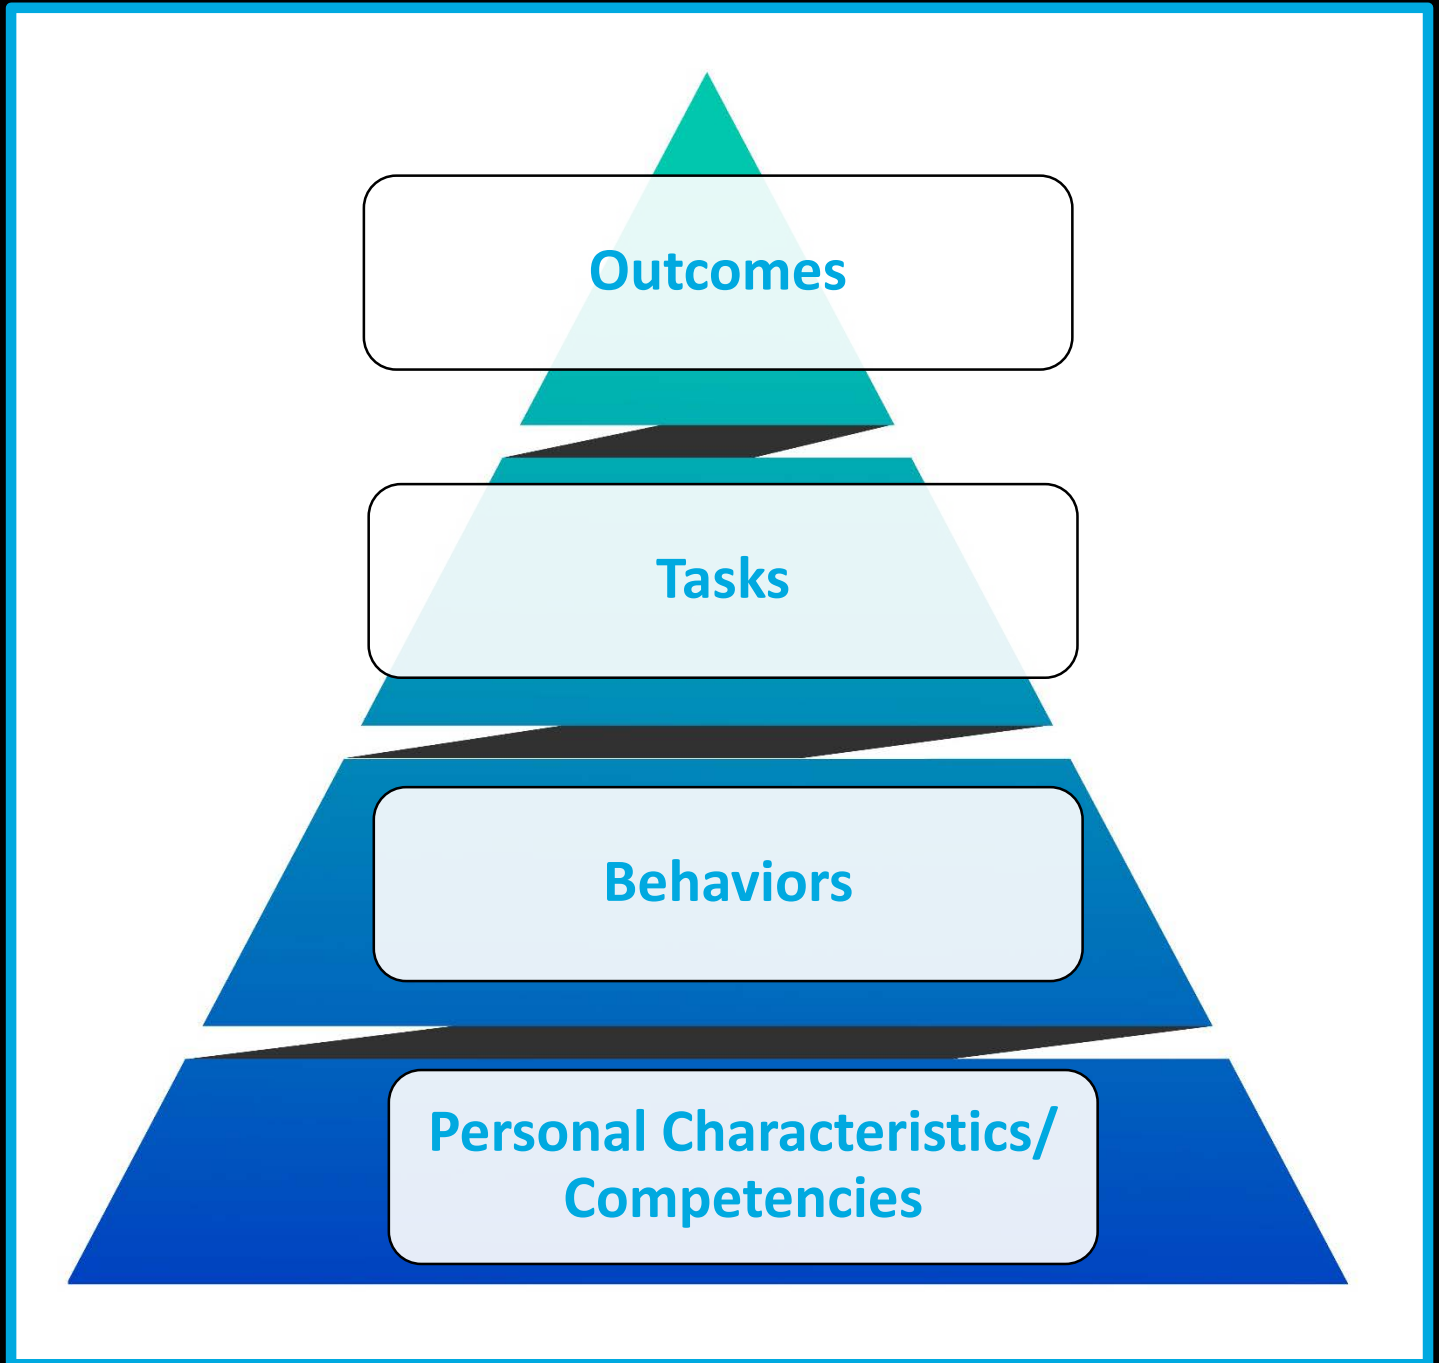 Outcomes
Tasks
Behaviors
Personal Characteristics/
Competencies